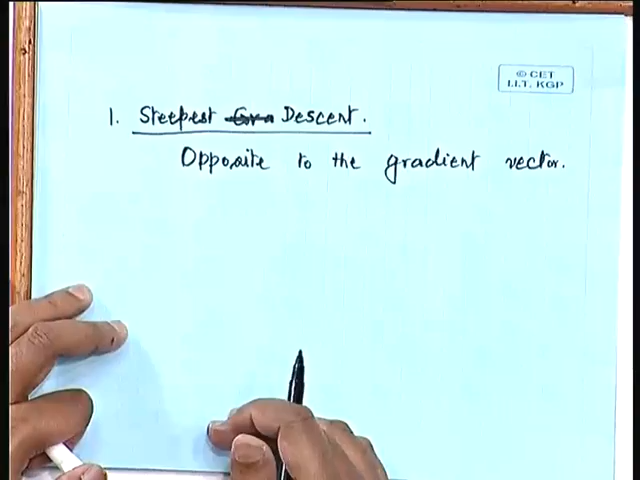 © CET
I.I.T. KGP
1. Steepest Descent.
Opposite to the gradient vector.